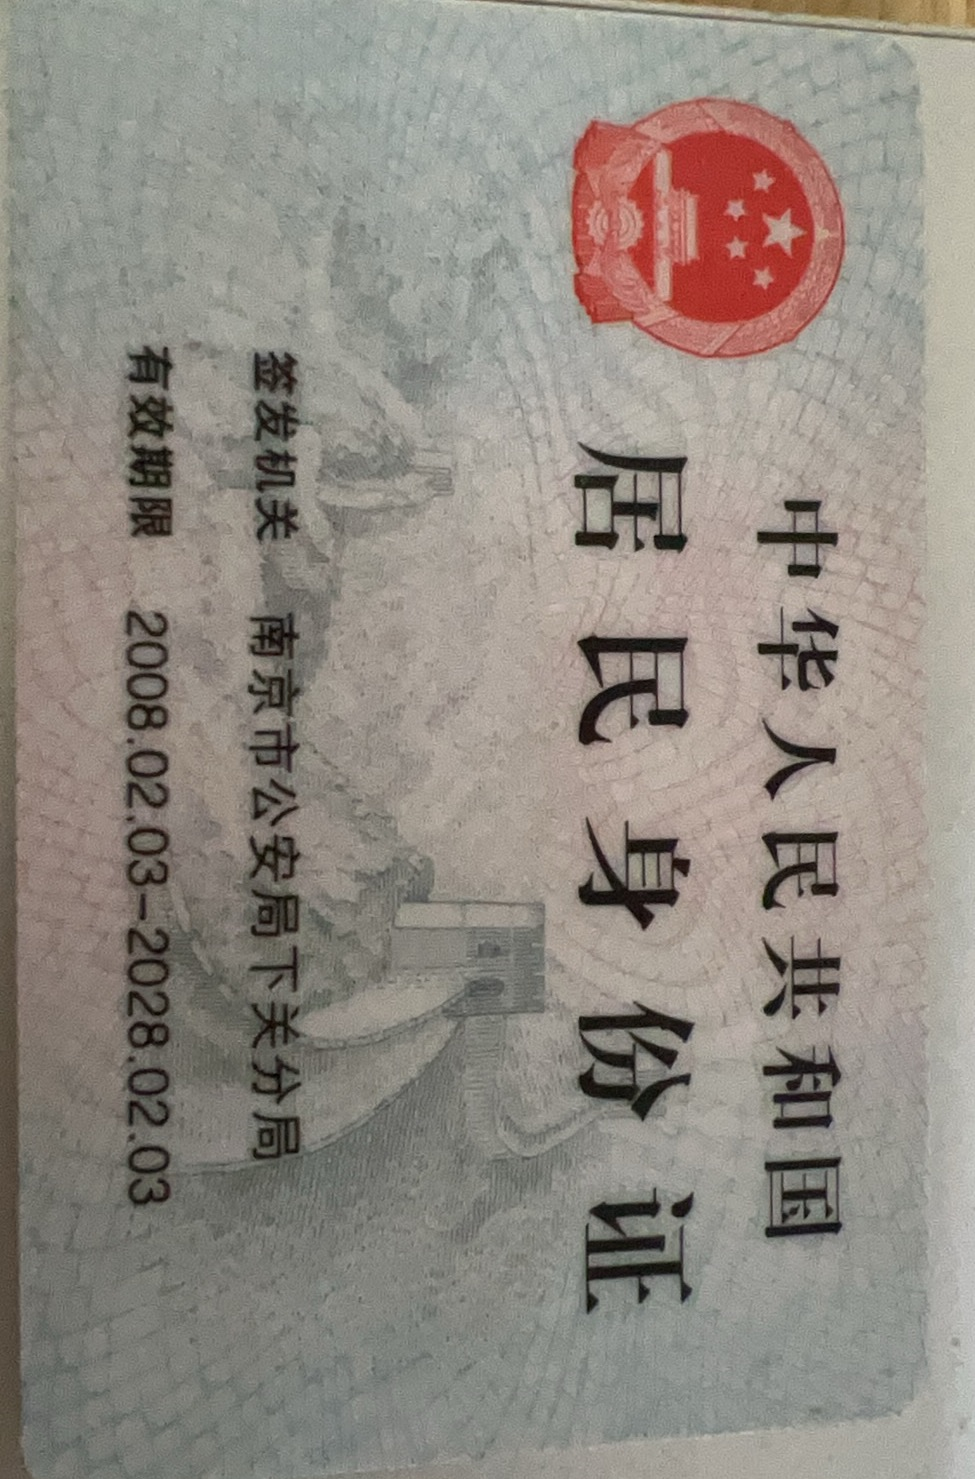 中华人民共和国
居民身份证
签发机关 南京市公安局下关分局
有效期限 2008.02.03-2028.02.03